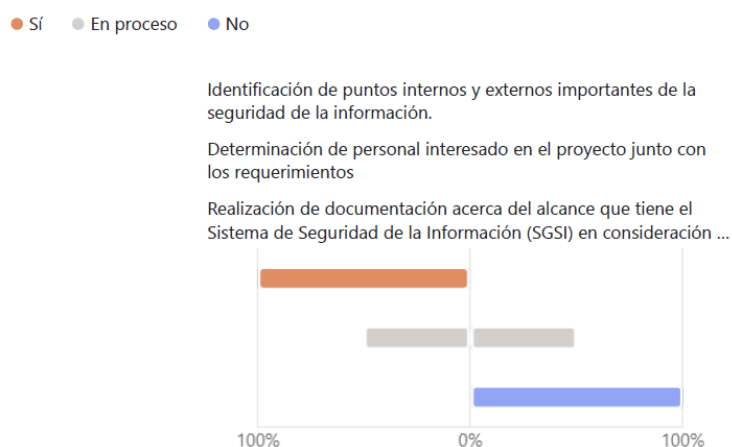 Sí En proceso No
Identificación de puntos internos y externos importantes de la
seguridad de la información.
Determinación de personal interesado en el proyecto junto con
los requerimientos
Realización de documentación acerca del alcance que tiene el
Sistema de Seguridad de la Información (SGSI) en consideración ...
100% 0% 100%